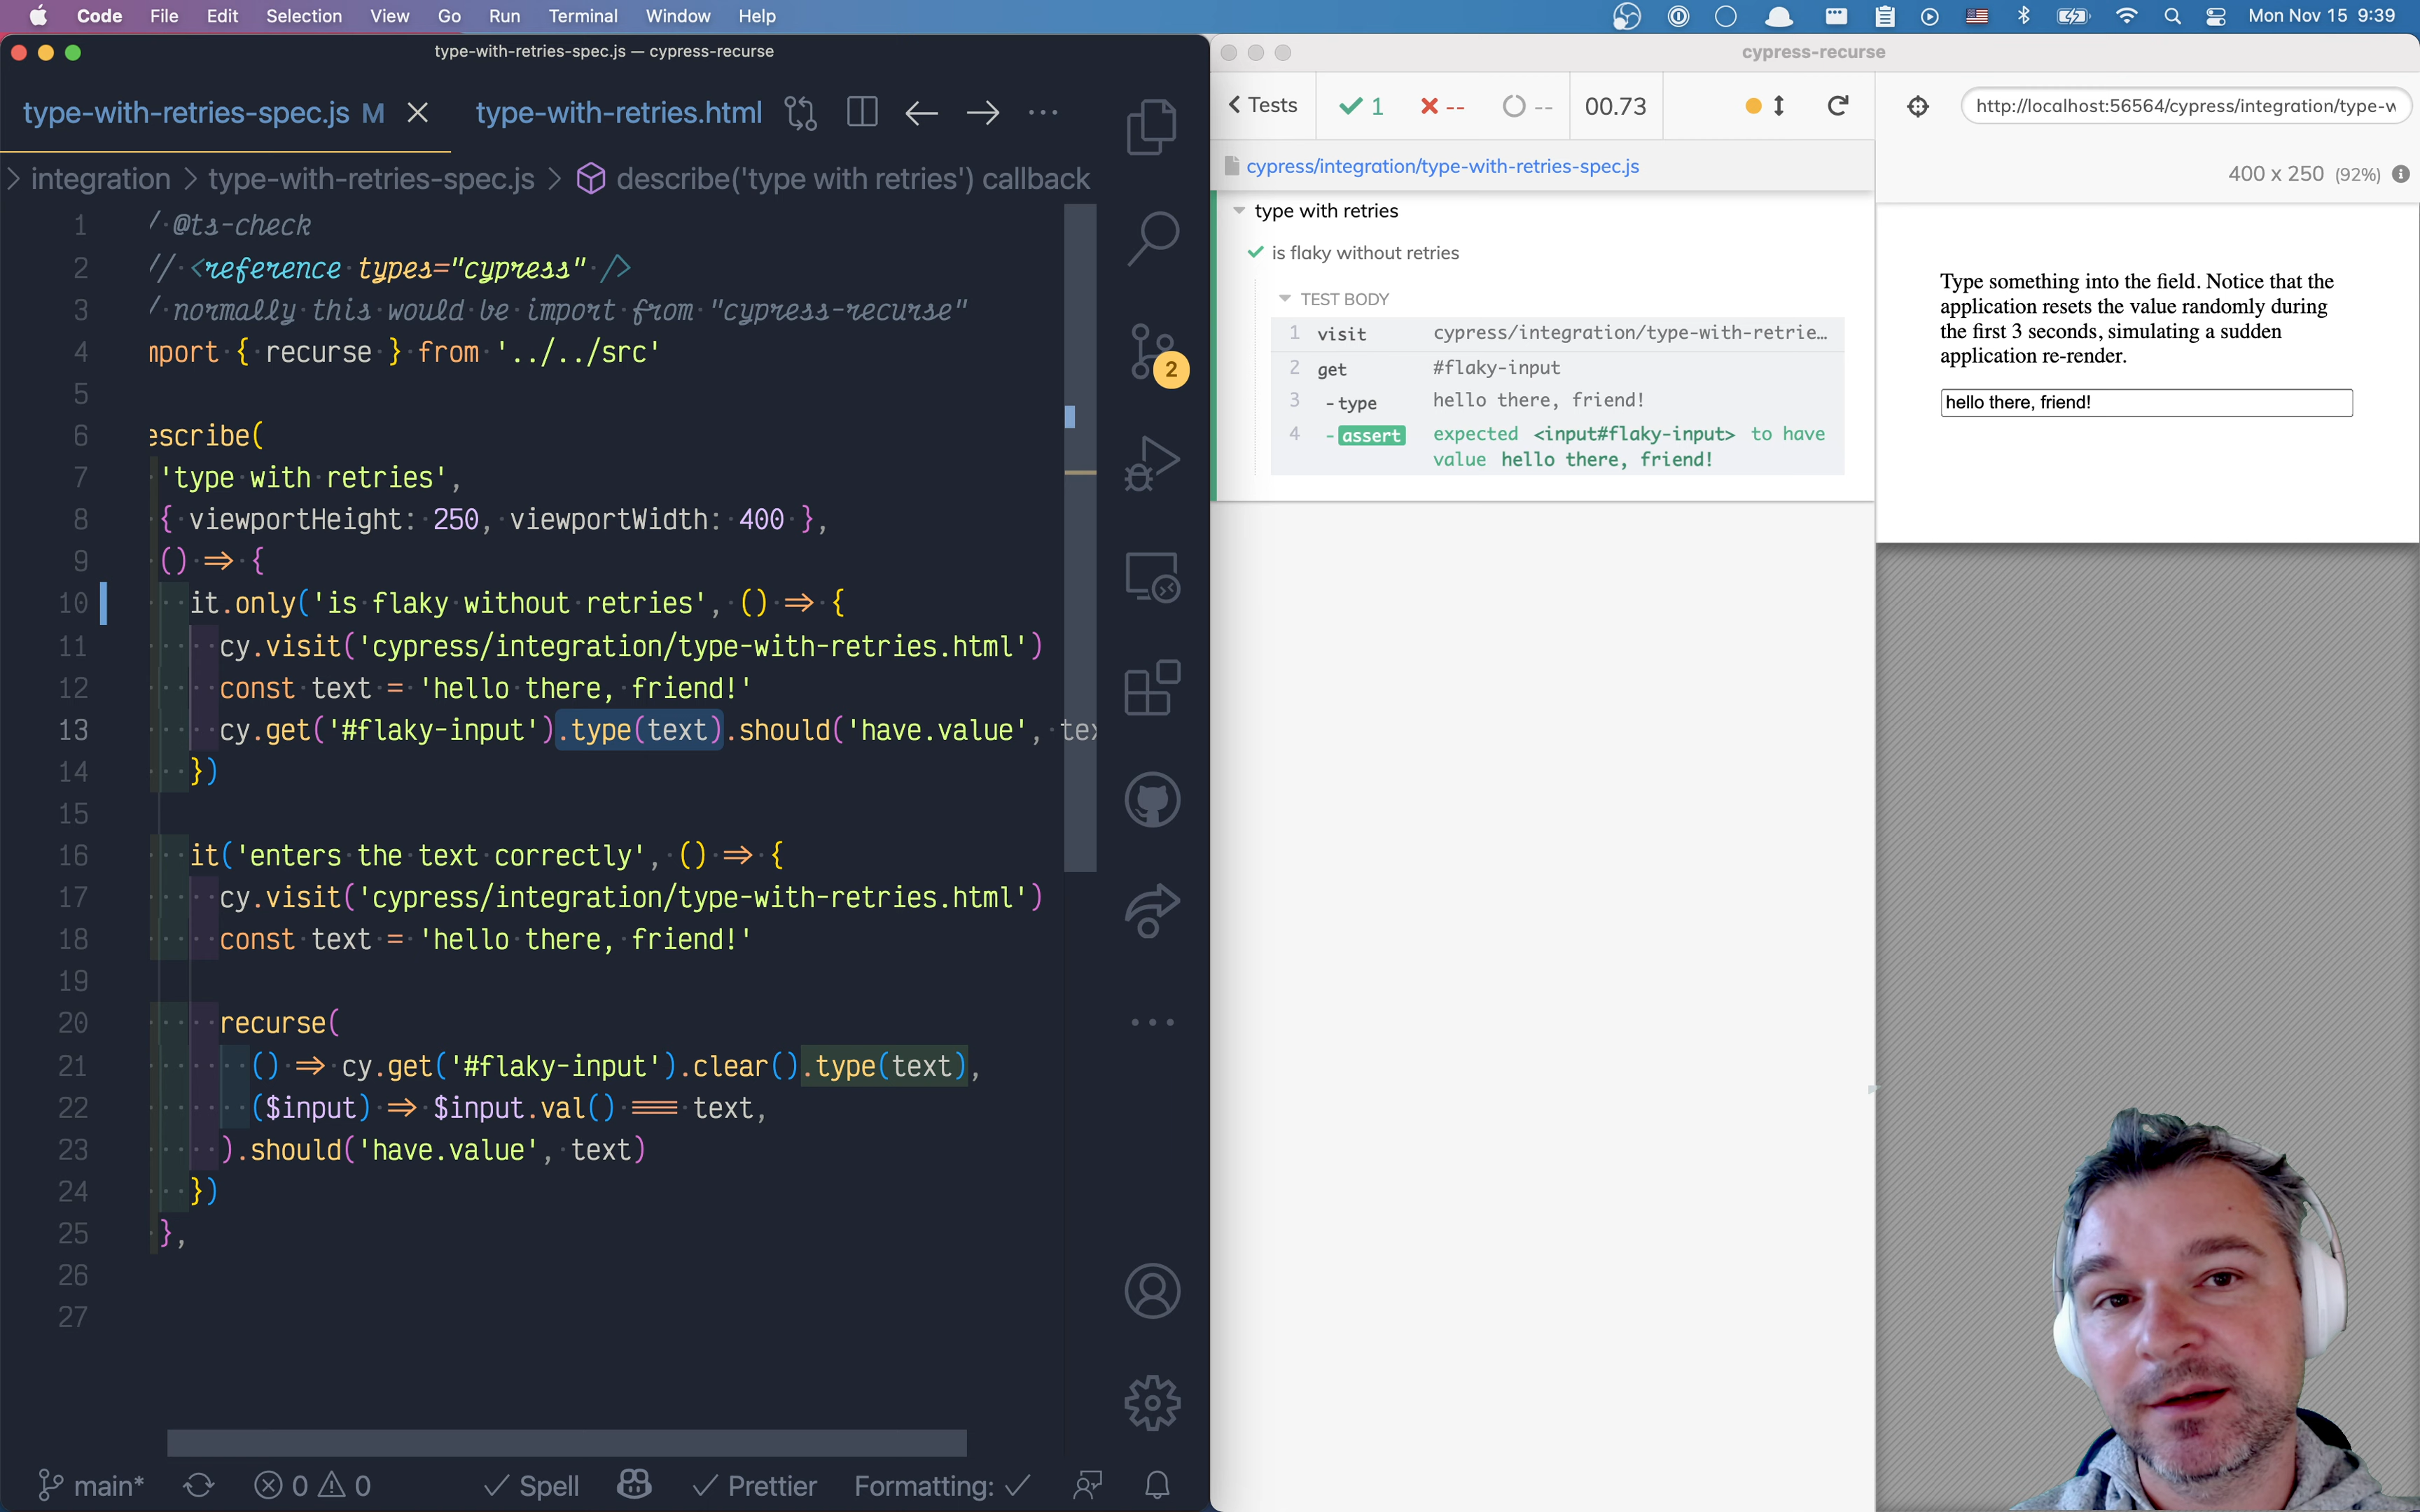 Code File Edit Selection View Go Run Terminal Window Help Mon Nov 15 9:39
type-with-retries-spec.js — cypress-recurse
type-with-retries-spec.js M type-with-retries.html
integration type-with-retries-spec.js describe('type with retries') callback
1 / @ts-check
2 // <reference types="cypress" />
3 / normally this would be import from "cypress-recurse"
4 mport { recurse } from '../../src'
5
6 escribe(
7 'type with retries',
8 { viewportHeight: 250, viewportWidth: 400 },
9 () => {
10 it.only('is flaky without retries', () => {
11 cy.visit('cypress/integration/type-with-retries.html')
12 const text = 'hello there, friend!'
13 cy.get('#flaky-input').type(text).should('have.value', tex
14 })
15
16 it('enters the text correctly', () => {
17 cy.visit('cypress/integration/type-with-retries.html')
18 const text = 'hello there, friend!'
19
20 recurse(
21 () => cy.get('#flaky-input').clear().type(text),
22 ($input) => $input.val() === text,
23 ).should('have.value', text)
24 })
25 },
26
27
2
main* 0 0 Spell Prettier Formatting:
cypress-recurse
Tests 1 -- -- 00.73
http://localhost:56564/cypress/integration/type-w
cypress/integration/type-with-retries-spec.js
400 x 250 (92%)
type with retries
is flaky without retries
TEST BODY
1 visit cypress/integration/type-with-retrie...
2 get #flaky-input
3 -type hello there, friend!
4 -assert expected <input#flaky-input> to have
value hello there, friend!
Type something into the field. Notice that the
application resets the value randomly during
the first 3 seconds, simulating a sudden
application re-render.
hello there, friend!